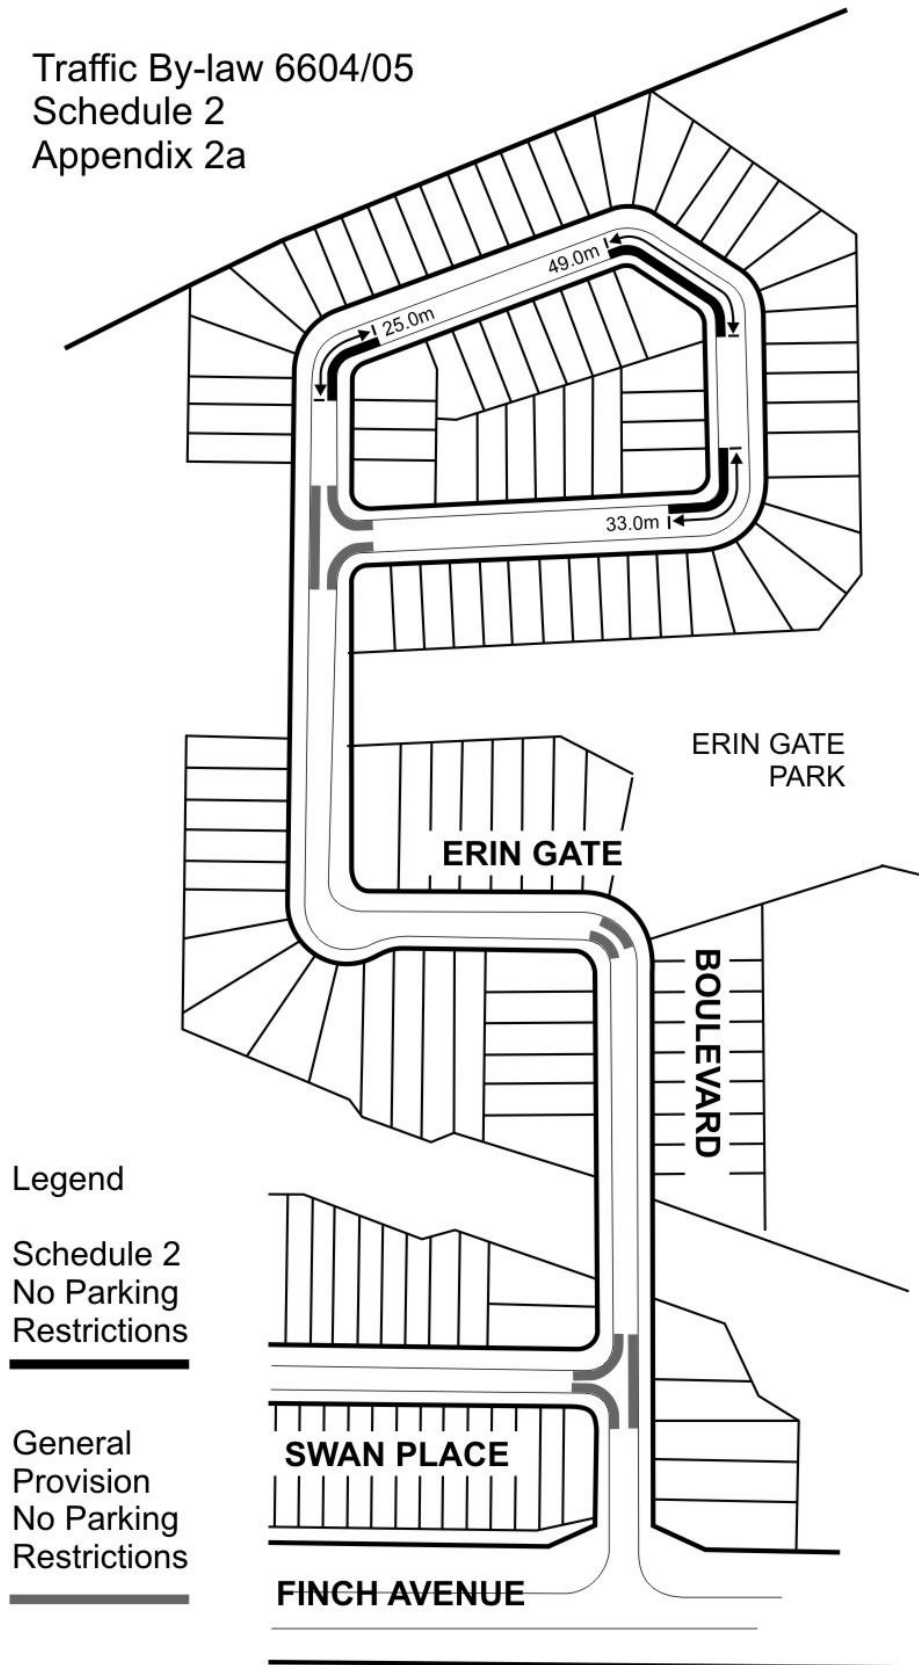 Traffic By-law 6604/05
Schedule 2
Appendix 2a
49.0m
25.0m
33.0m
ERIN GATE
PARK
ERIN GATE
BOULEVARD
Legend
Schedule 2
No Parking
Restrictions
General
Provision
No Parking
Restrictions
SWAN PLACE
FINCH AVENUE